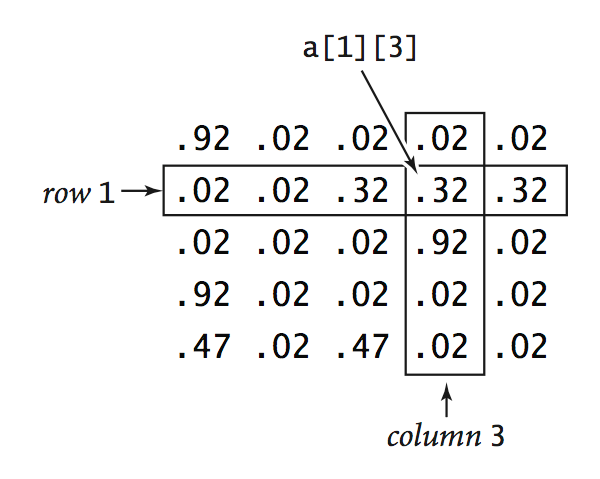 a[1][3]
.92 .02 .02 .02 .02
row 1 .02 .02 .32 .32 .32
.02 .02 .02 .92 .02
.92 .02 .02 .02 .02
.47 .02 .47 .02 .02
column 3